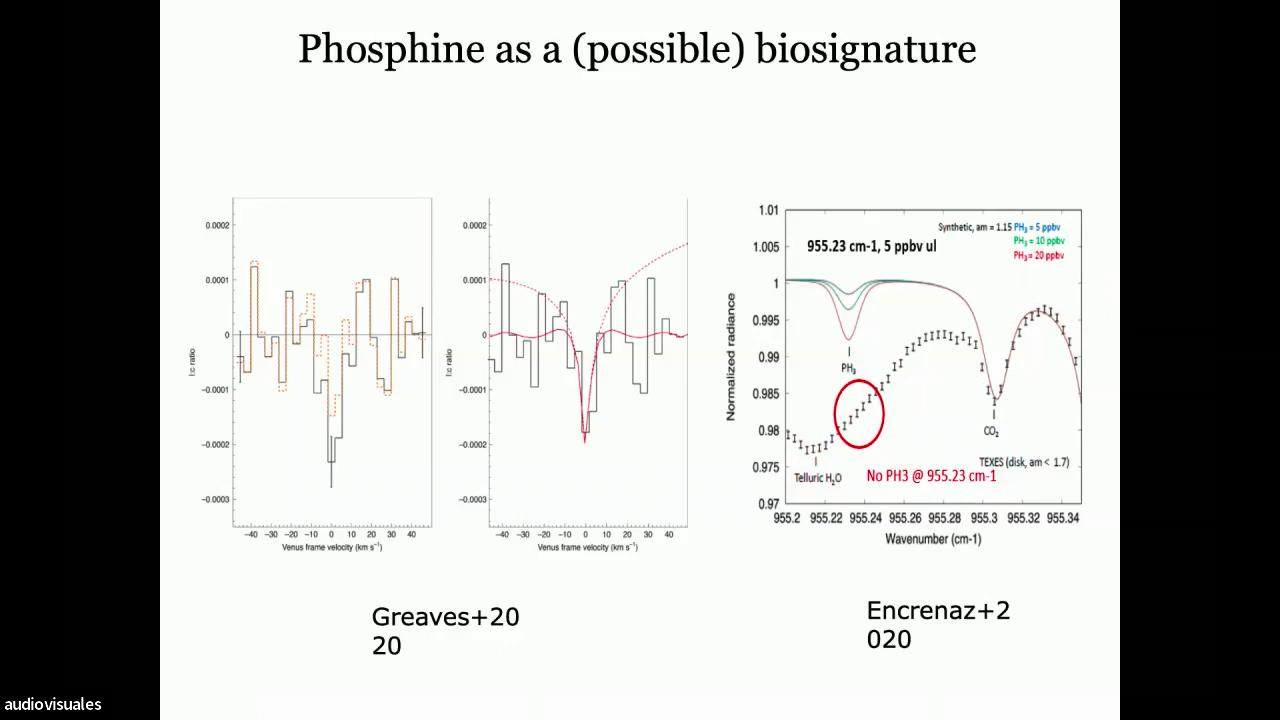 Phosphine as a (possible) biosignature
0.0002
0.0001
0
−0.0001
−0.0002
−0.0003
l:c ratio
−40 −30 −20 −10 0 10 20 30 40
Venus frame velocity (km s⁻¹)
0.0002
0.0001
0
−0.0001
−0.0002
−0.0003
l:c ratio
−40 −30 −20 −10 0 10 20 30 40
Venus frame velocity (km s⁻¹)
1.01
1.005
1
0.995
0.99
0.985
0.98
0.975
0.97
Normalized radiance
Synthetic, am = 1.15 PH₃ = 5 ppbv
PH₃ = 10 ppbv
PH₃ = 20 ppbv
955.23 cm-1, 5 ppbv ul
PH₃
CO₂
TEXES (disk, am < 1.7)
Telluric H₂O
No PH3 @ 955.23 cm-1
955.2 955.22 955.24 955.26 955.28 955.3 955.32 955.34
Wavenumber (cm-1)
Greaves+20
20
Encrenaz+2
020
audiovisuales